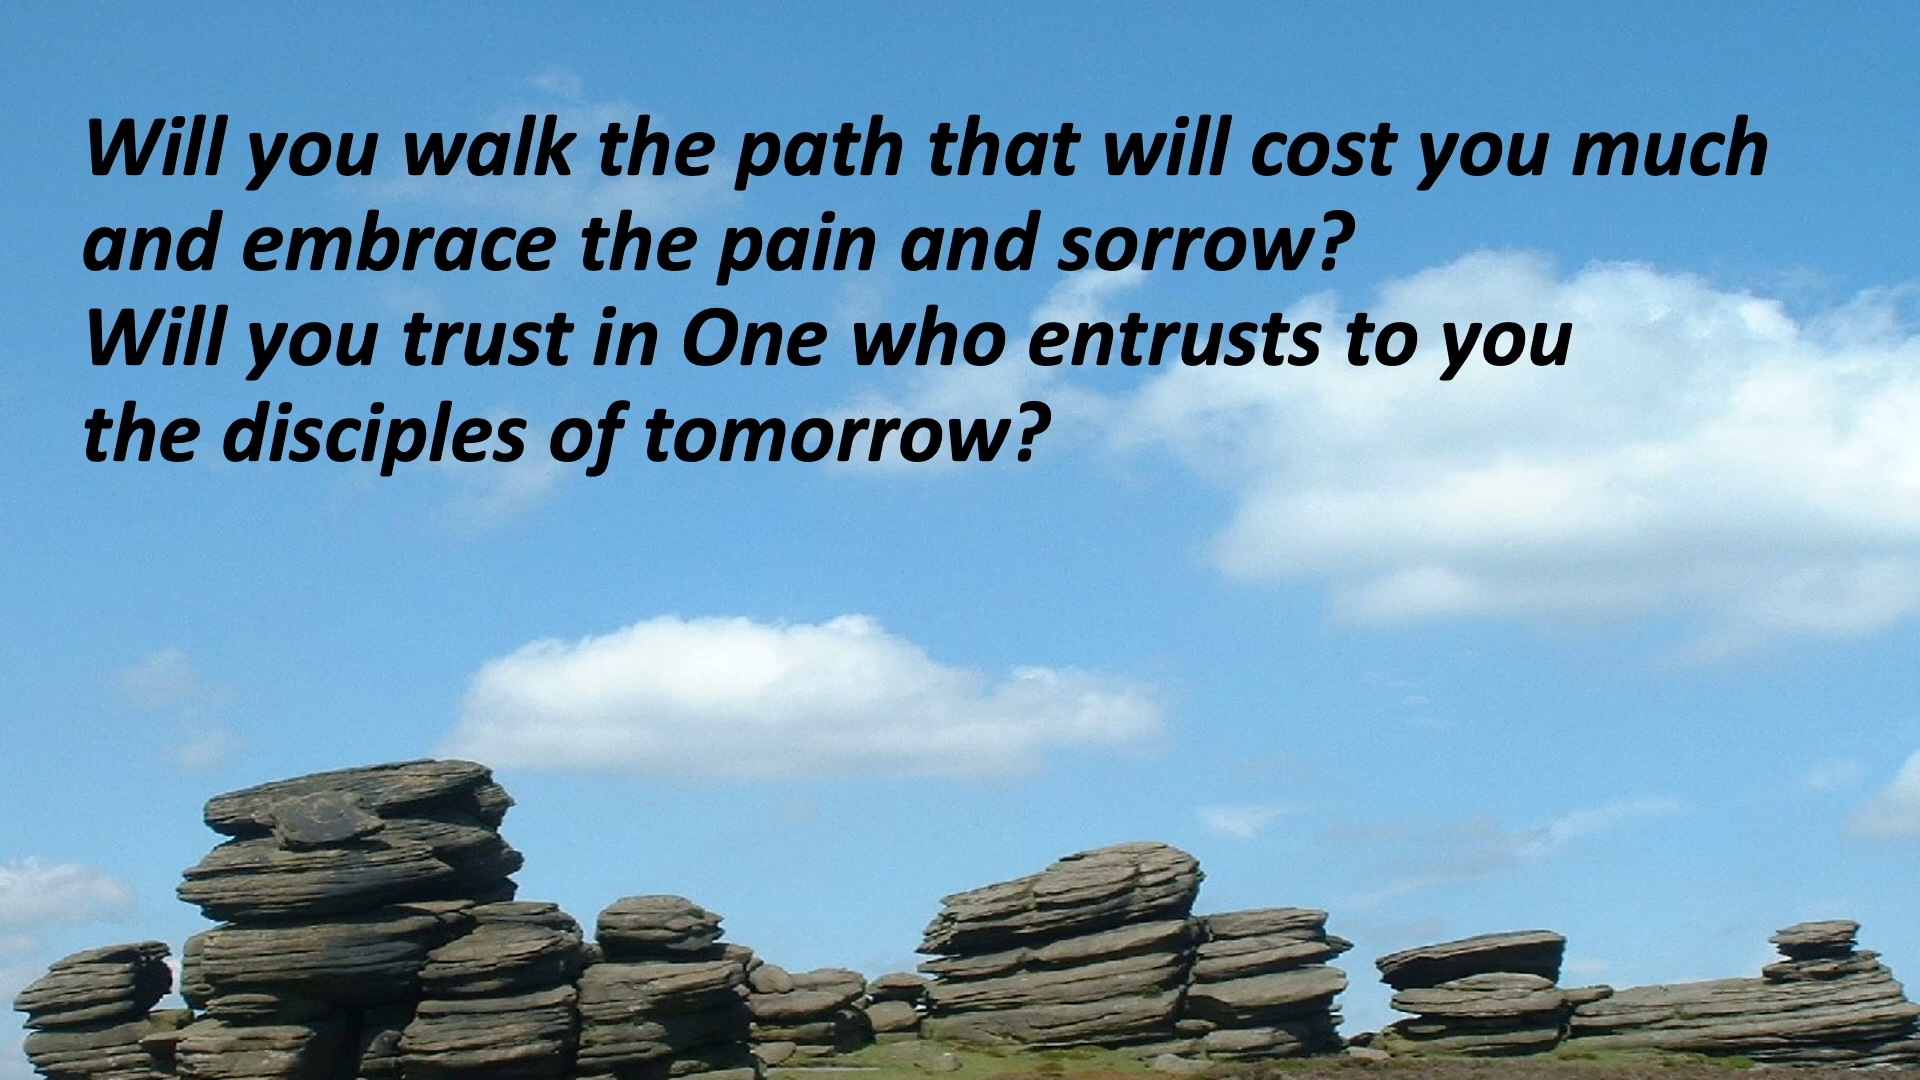 Will you walk the path that will cost you much
and embrace the pain and sorrow?
Will you trust in One who entrusts to you
the disciples of tomorrow?